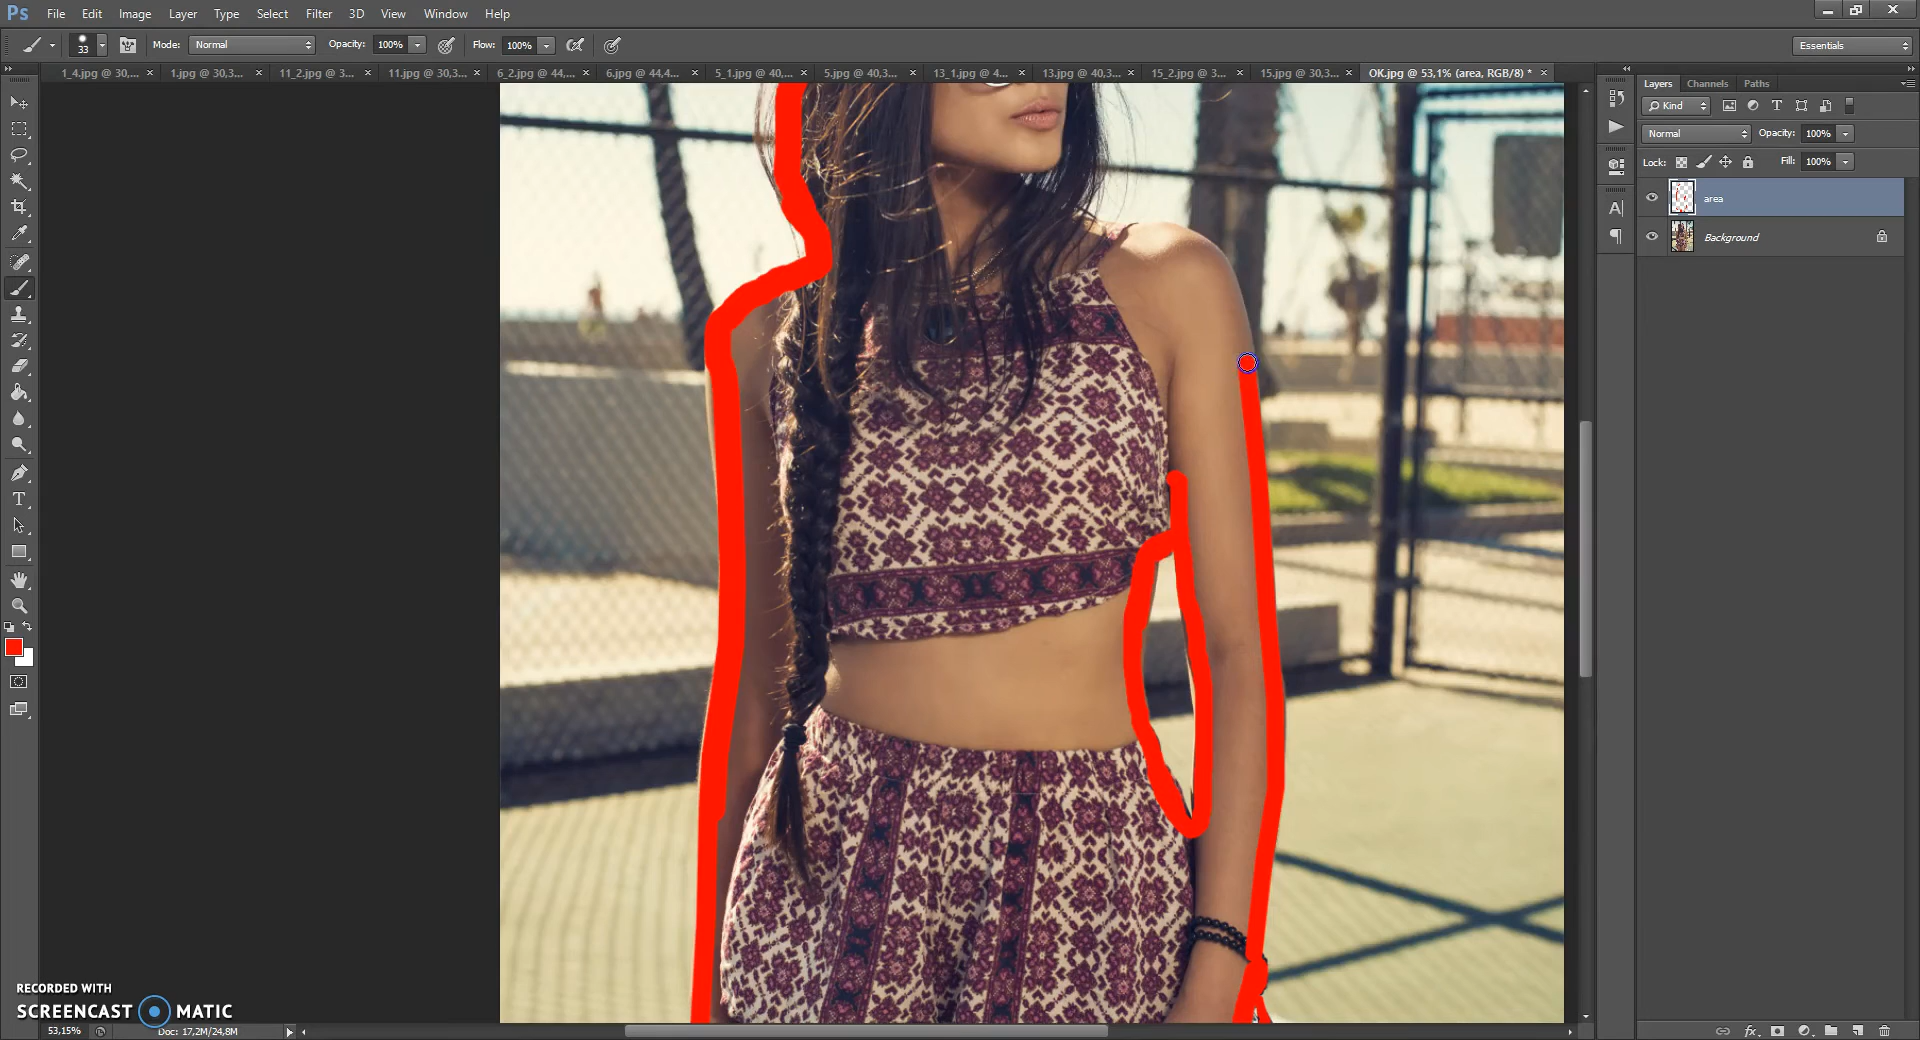 Ps File Edit Image Layer Type Select Filter 3D View Window Help
33 Mode: Normal Opacity: 100% Flow: 100% Essentials
1_4.jpg @ 30,... × 1.jpg @ 30,3... × 11_2.jpg @ 3... × 11.jpg @ 30,3... × 6_2.jpg @ 44,... × 6.jpg @ 44,4... × 5_1.jpg @ 40,... × 5.jpg @ 40,3... × 13_1.jpg @ 4... × 13.jpg @ 40,3... × 15_2.jpg @ 3... × 15.jpg @ 30,3... × OK.jpg @ 53,1% (area, RGB/8) * ×
Layers Channels Paths
Kind
Normal Opacity: 100%
Lock: Fill: 100%
area
Background
RECORDED WITH
SCREENCAST MATIC
53,15% Doc: 17,2M/24,8M